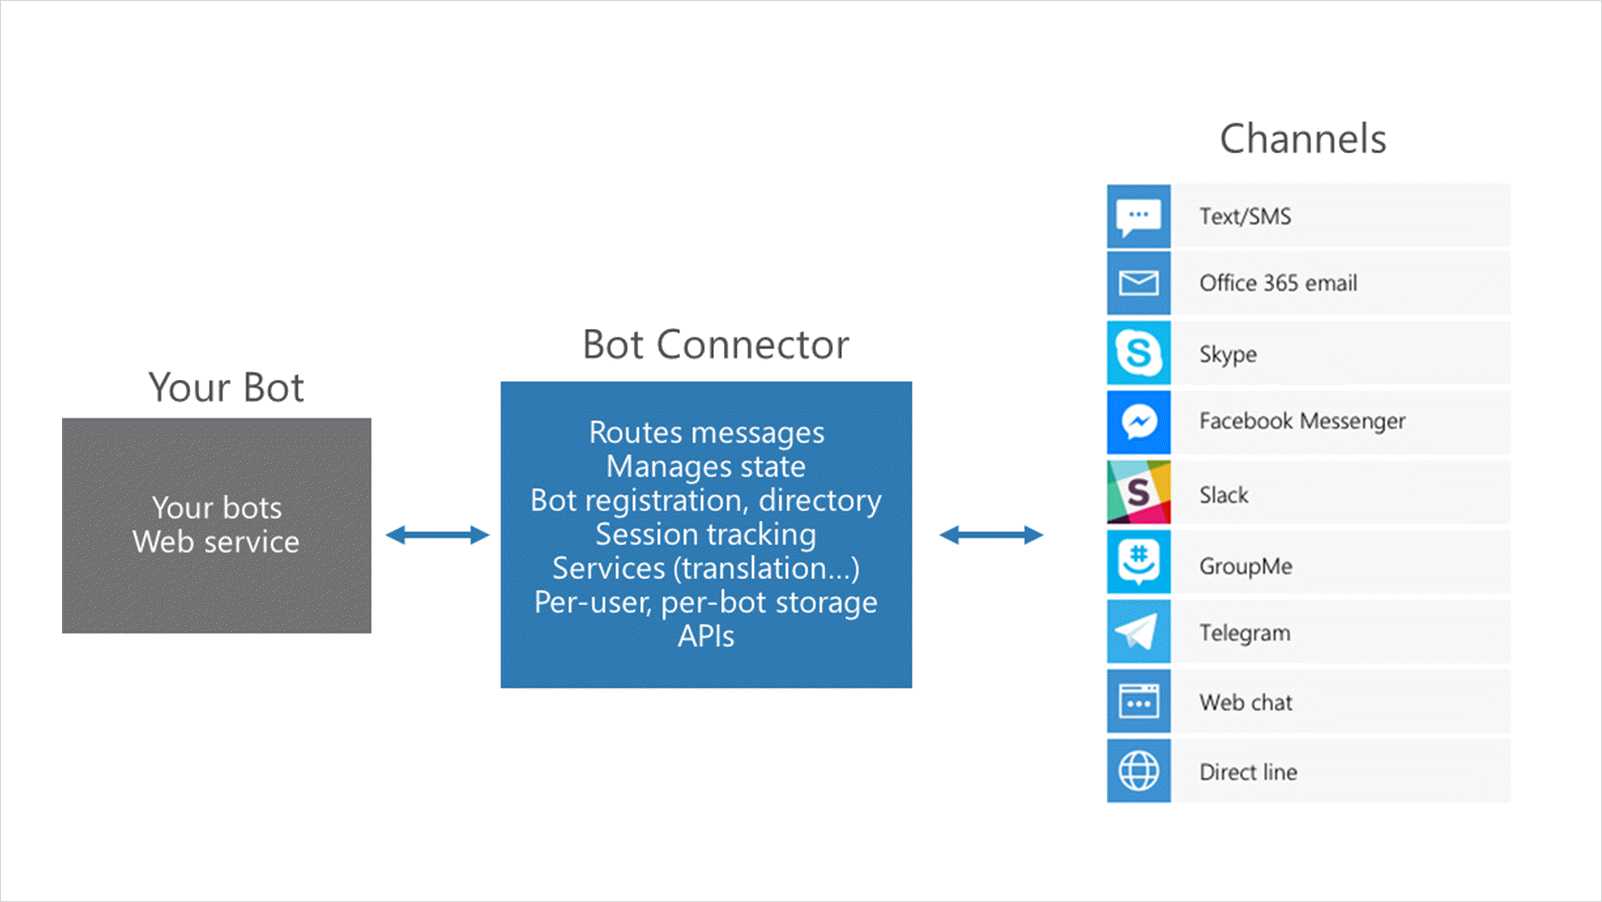 Your Bot
Your bots
Web service
Bot Connector
Routes messages
Manages state
Bot registration, directory
Session tracking
Services (translation...)
Per-user, per-bot storage
APIs
Channels
Text/SMS
Office 365 email
Skype
Facebook Messenger
Slack
GroupMe
Telegram
Web chat
Direct line